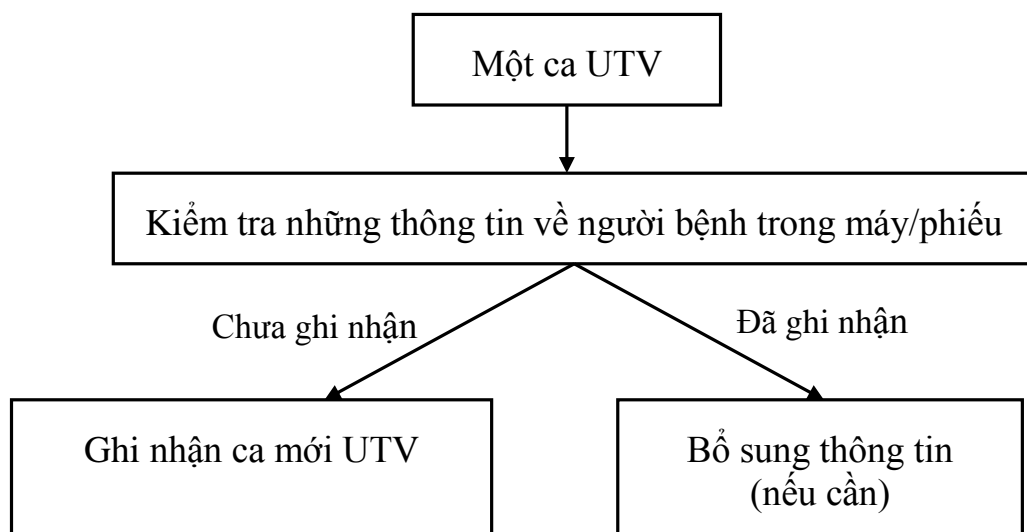 Một ca UTV
Kiểm tra những thông tin về người bệnh trong máy/phiếu
Chưa ghi nhận
Đã ghi nhận
Ghi nhận ca mới UTV
Bổ sung thông tin
(nếu cần)